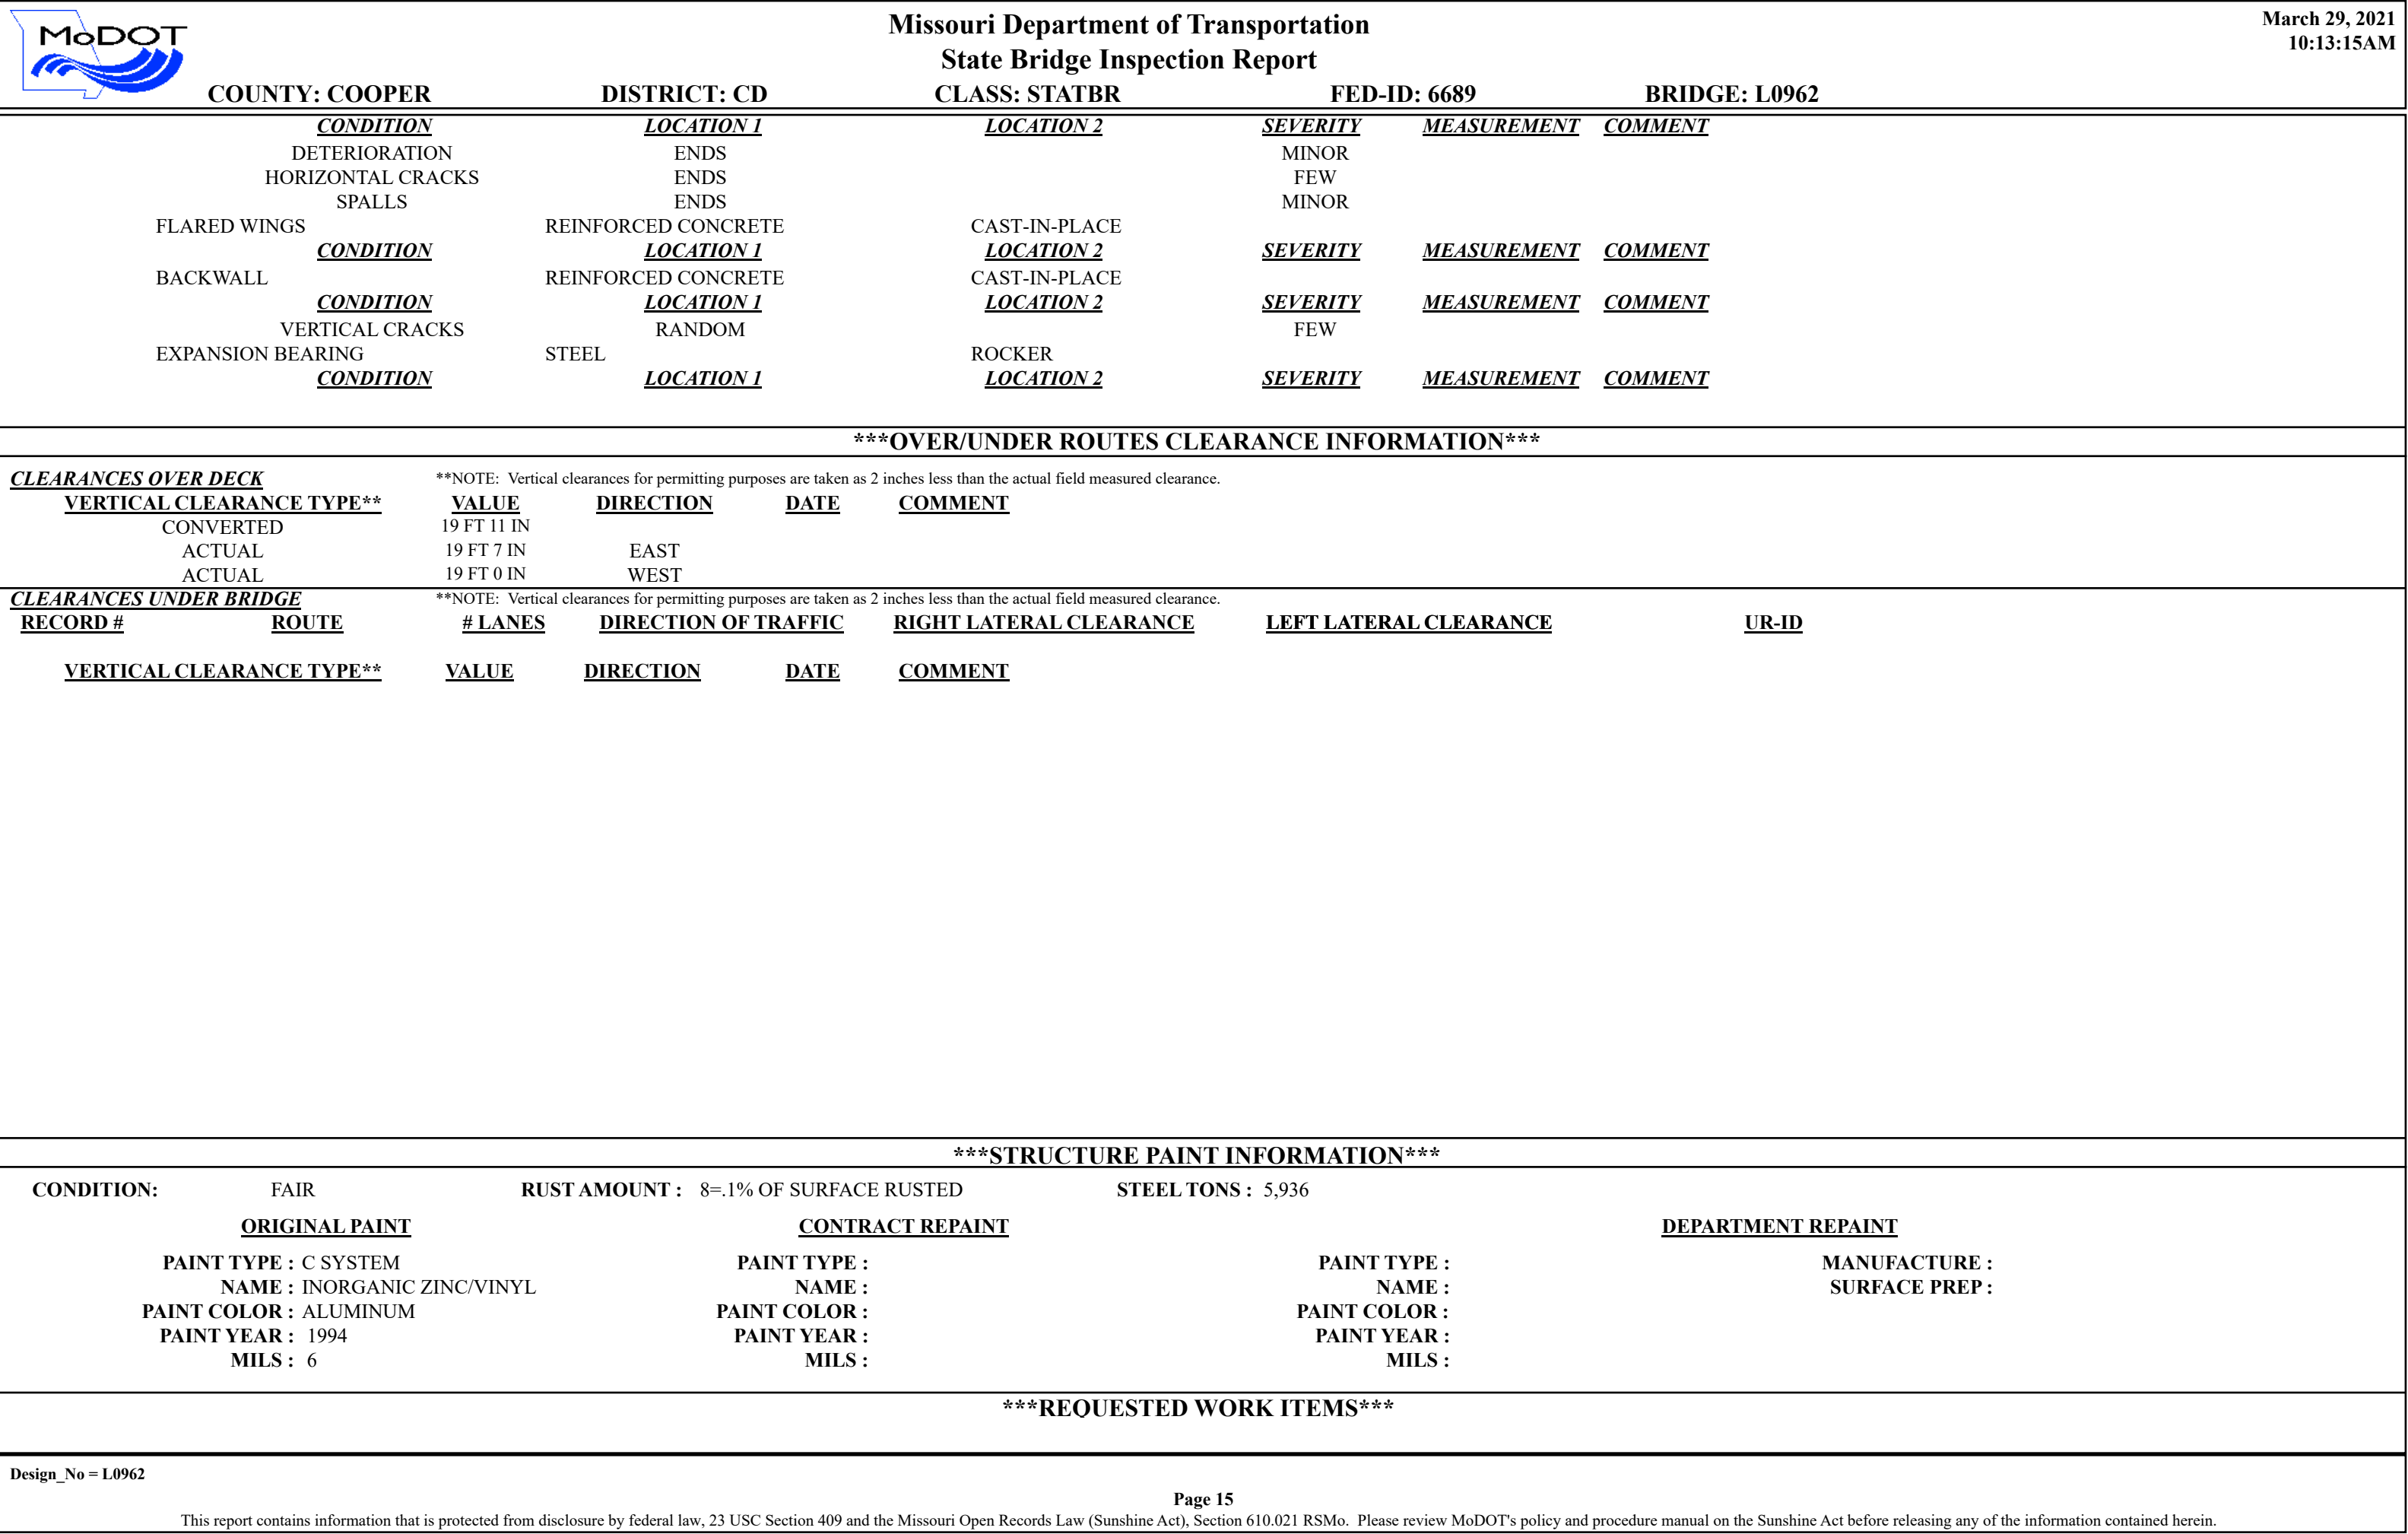 MoDOT
Missouri Department of Transportation
State Bridge Inspection Report
March 29, 2021
10:13:15AM
COUNTY: COOPER DISTRICT: CD CLASS: STATBR FED-ID: 6689 BRIDGE: L0962
CONDITION LOCATION 1 LOCATION 2 SEVERITY MEASUREMENT COMMENT
DETERIORATION ENDS MINOR
HORIZONTAL CRACKS ENDS FEW
SPALLS ENDS MINOR
FLARED WINGS REINFORCED CONCRETE CAST-IN-PLACE
CONDITION LOCATION 1 LOCATION 2 SEVERITY MEASUREMENT COMMENT
BACKWALL REINFORCED CONCRETE CAST-IN-PLACE
CONDITION LOCATION 1 LOCATION 2 SEVERITY MEASUREMENT COMMENT
VERTICAL CRACKS RANDOM FEW
EXPANSION BEARING STEEL ROCKER
CONDITION LOCATION 1 LOCATION 2 SEVERITY MEASUREMENT COMMENT
***OVER/UNDER ROUTES CLEARANCE INFORMATION***
CLEARANCES OVER DECK **NOTE: Vertical clearances for permitting purposes are taken as 2 inches less than the actual field measured clearance.
VERTICAL CLEARANCE TYPE** VALUE DIRECTION DATE COMMENT
CONVERTED 19 FT 11 IN
ACTUAL 19 FT 7 IN EAST
ACTUAL 19 FT 0 IN WEST
CLEARANCES UNDER BRIDGE **NOTE: Vertical clearances for permitting purposes are taken as 2 inches less than the actual field measured clearance.
RECORD # ROUTE # LANES DIRECTION OF TRAFFIC RIGHT LATERAL CLEARANCE LEFT LATERAL CLEARANCE UR-ID
VERTICAL CLEARANCE TYPE** VALUE DIRECTION DATE COMMENT
***STRUCTURE PAINT INFORMATION***
CONDITION: FAIR RUST AMOUNT : 8=.1% OF SURFACE RUSTED STEEL TONS : 5,936
ORIGINAL PAINT CONTRACT REPAINT DEPARTMENT REPAINT
PAINT TYPE : C SYSTEM PAINT TYPE : PAINT TYPE : MANUFACTURE :
NAME : INORGANIC ZINC/VINYL NAME : NAME : SURFACE PREP :
PAINT COLOR : ALUMINUM PAINT COLOR : PAINT COLOR :
PAINT YEAR : 1994 PAINT YEAR : PAINT YEAR :
MILS : 6 MILS : MILS :
***REQUESTED WORK ITEMS***
Design_No = L0962
Page 15
This report contains information that is protected from disclosure by federal law, 23 USC Section 409 and the Missouri Open Records Law (Sunshine Act), Section 610.021 RSMo. Please review MoDOT's policy and procedure manual on the Sunshine Act before releasing any of the information contained herein.